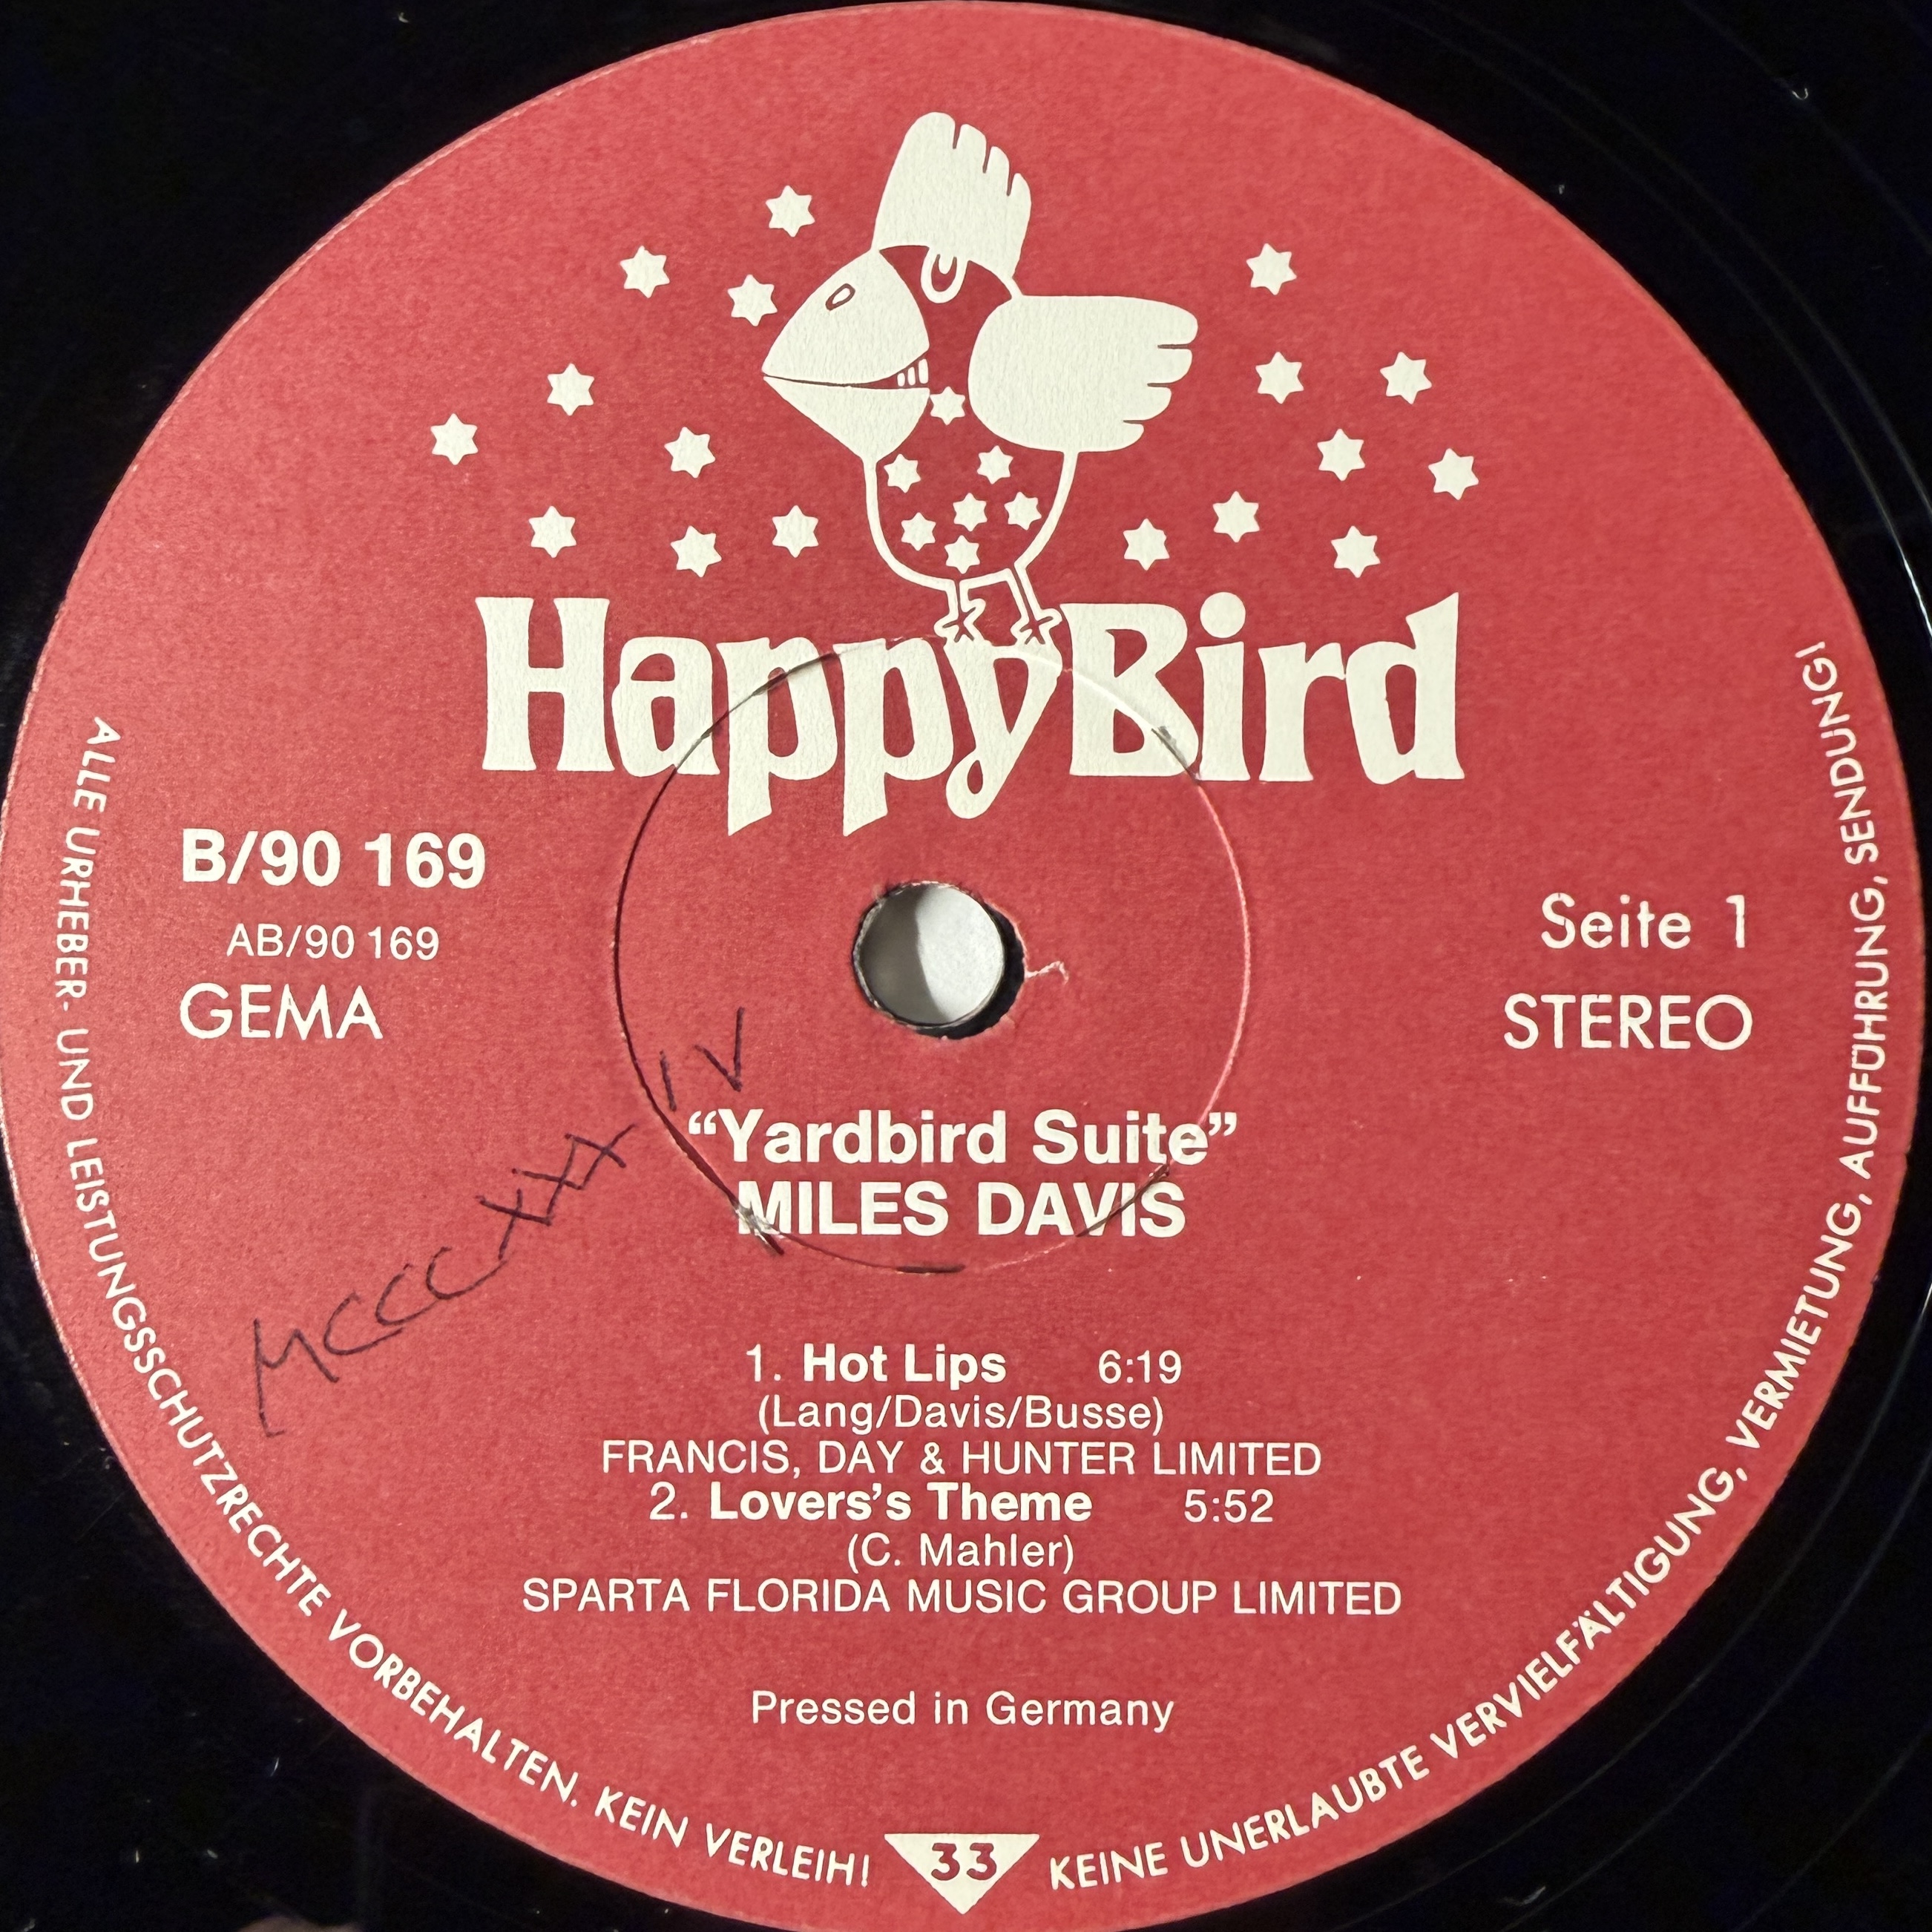 HappyBird
B/90 169
AB/90 169
GEMA
Seite 1
STEREO
MCCCXXXIV
“Yardbird Suite”
MILES DAVIS
1. Hot Lips 6:19
(Lang/Davis/Busse)
FRANCIS, DAY & HUNTER LIMITED
2. Lovers's Theme 5:52
(C. Mahler)
SPARTA FLORIDA MUSIC GROUP LIMITED
Pressed in Germany
ALLE URHEBER- UND LEISTUNGSSCHUTZRECHTE VORBEHALTEN. KEIN VERLEIH!
33
KEINE UNERLAUBTE VERVIELFÄLTIGUNG, VERMIETUNG, AUFFÜHRUNG, SENDUNG!